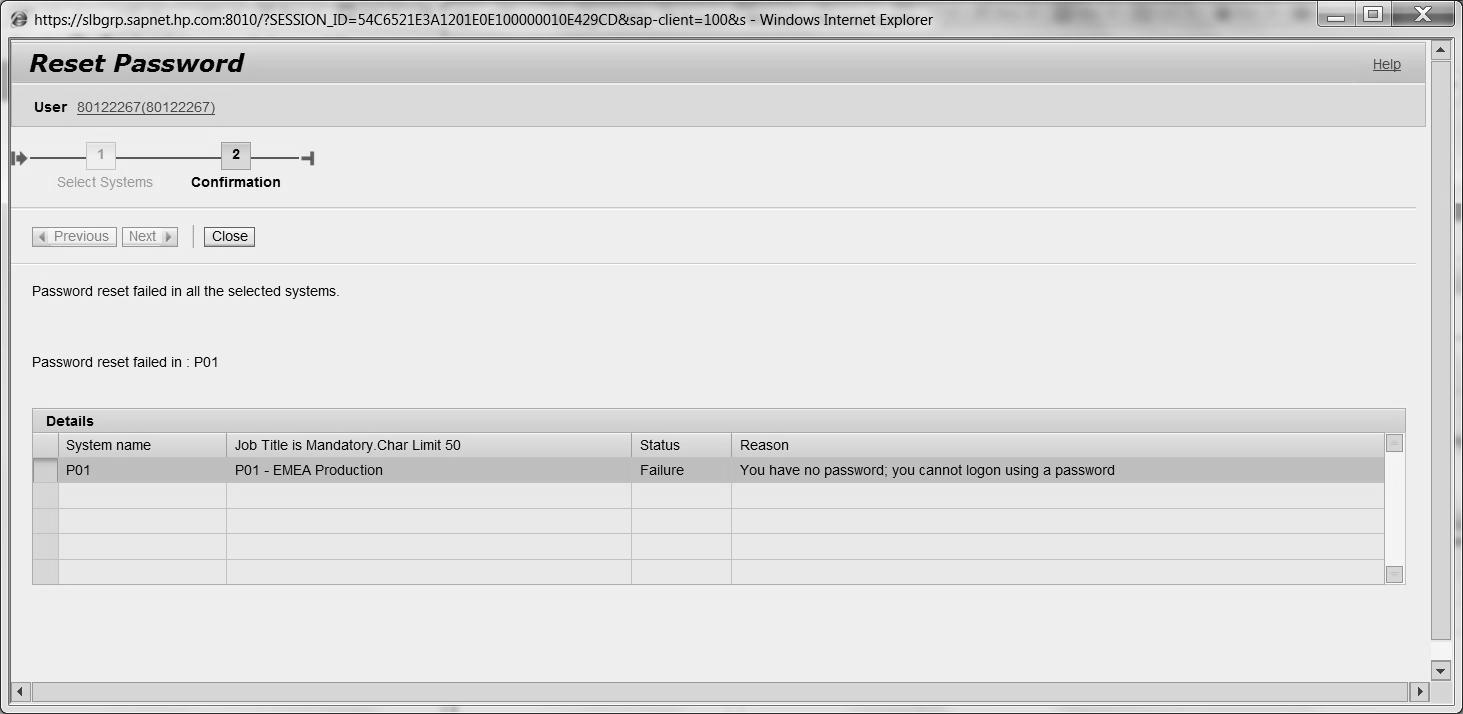 https://slbgrp.sapnet.hp.com:8010/?SESSION_ID=54C6521E3A1201E0E100000010E429CD&sap-client=100&s - Windows Internet Explorer
Reset Password
Help
User 80122267(80122267)
1 2
Select Systems Confirmation
Previous Next Close
Password reset failed in all the selected systems.
Password reset failed in : P01
Details
System name Job Title is Mandatory.Char Limit 50 Status Reason
P01 P01 - EMEA Production Failure You have no password; you cannot logon using a password